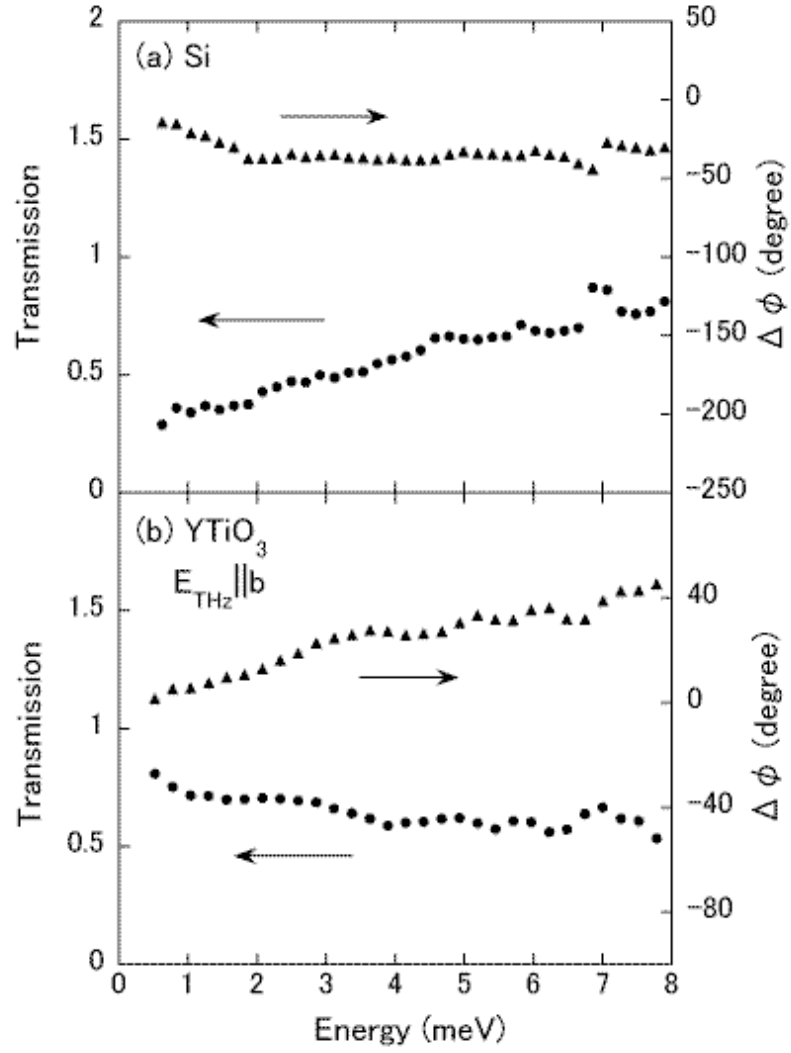 (a) Si
2
1.5
1
0.5
0
Transmission
50
0
−50
−100
−150
−200
−250
Δ ϕ (degree)
(b) YTiO₃
E_THz||b
1.5
1
0.5
0
Transmission
40
0
−40
−80
Δ ϕ (degree)
0 1 2 3 4 5 6 7 8
Energy (meV)